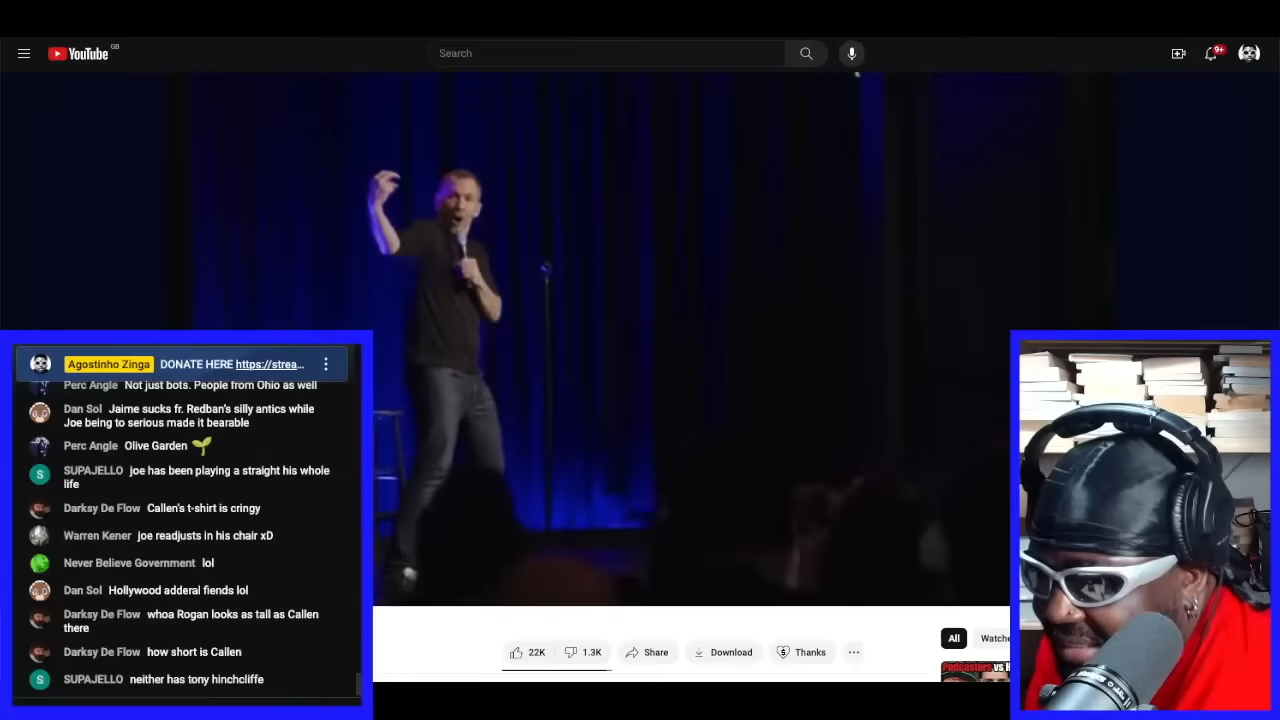 YouTube GB
Search
9+
Agostinho Zinga DONATE HERE https://strea...
Perc Angle Not just bots. People from Ohio as well
Dan Sol Jaime sucks fr. Redban's silly antics while
Joe being to serious made it bearable
Perc Angle Olive Garden 🌱
S SUPAJELLO joe has been playing a straight his whole
life
Darksy De Flow Callen's t-shirt is cringy
Warren Kener joe readjusts in his chair xD
Never Believe Government lol
Dan Sol Hollywood adderal fiends lol
Darksy De Flow whoa Rogan looks as tall as Callen
there
Darksy De Flow how short is Callen
S SUPAJELLO neither has tony hinchcliffe
22K 1.3K Share Download Thanks
All Watche
Podcasters vs H